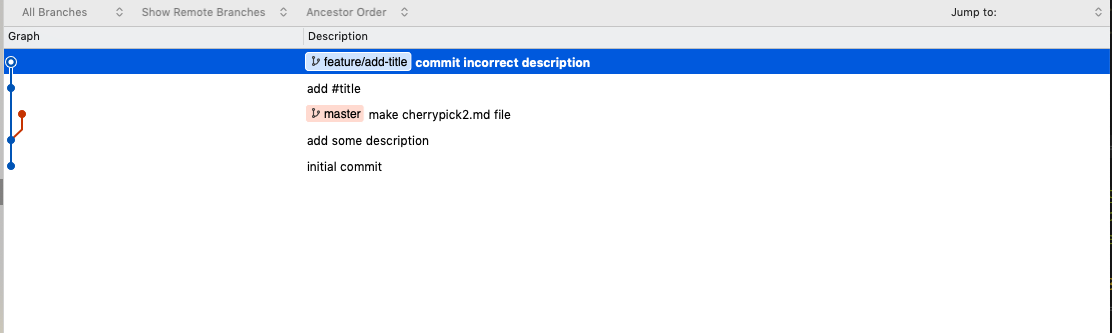 All Branches Show Remote Branches Ancestor Order Jump to:
Graph Description
feature/add-title commit incorrect description
add #title
master make cherrypick2.md file
add some description
initial commit